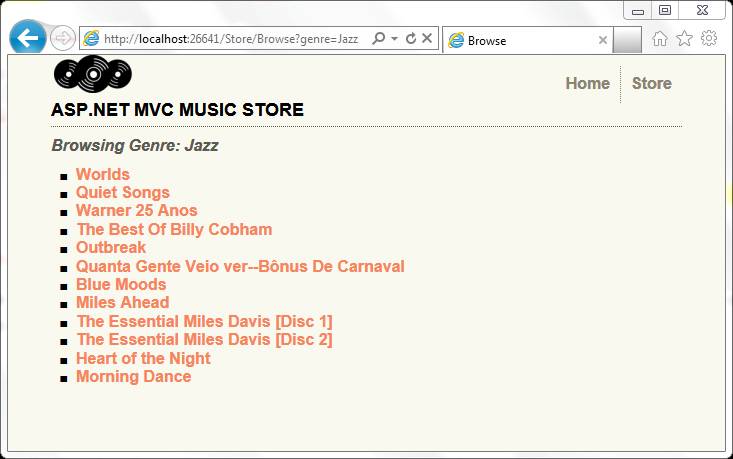 http://localhost:26641/Store/Browse?genre=Jazz
Browse
Home
Store
ASP.NET MVC MUSIC STORE
Browsing Genre: Jazz
Worlds
Quiet Songs
Warner 25 Anos
The Best Of Billy Cobham
Outbreak
Quanta Gente Veio ver--Bônus De Carnaval
Blue Moods
Miles Ahead
The Essential Miles Davis [Disc 1]
The Essential Miles Davis [Disc 2]
Heart of the Night
Morning Dance